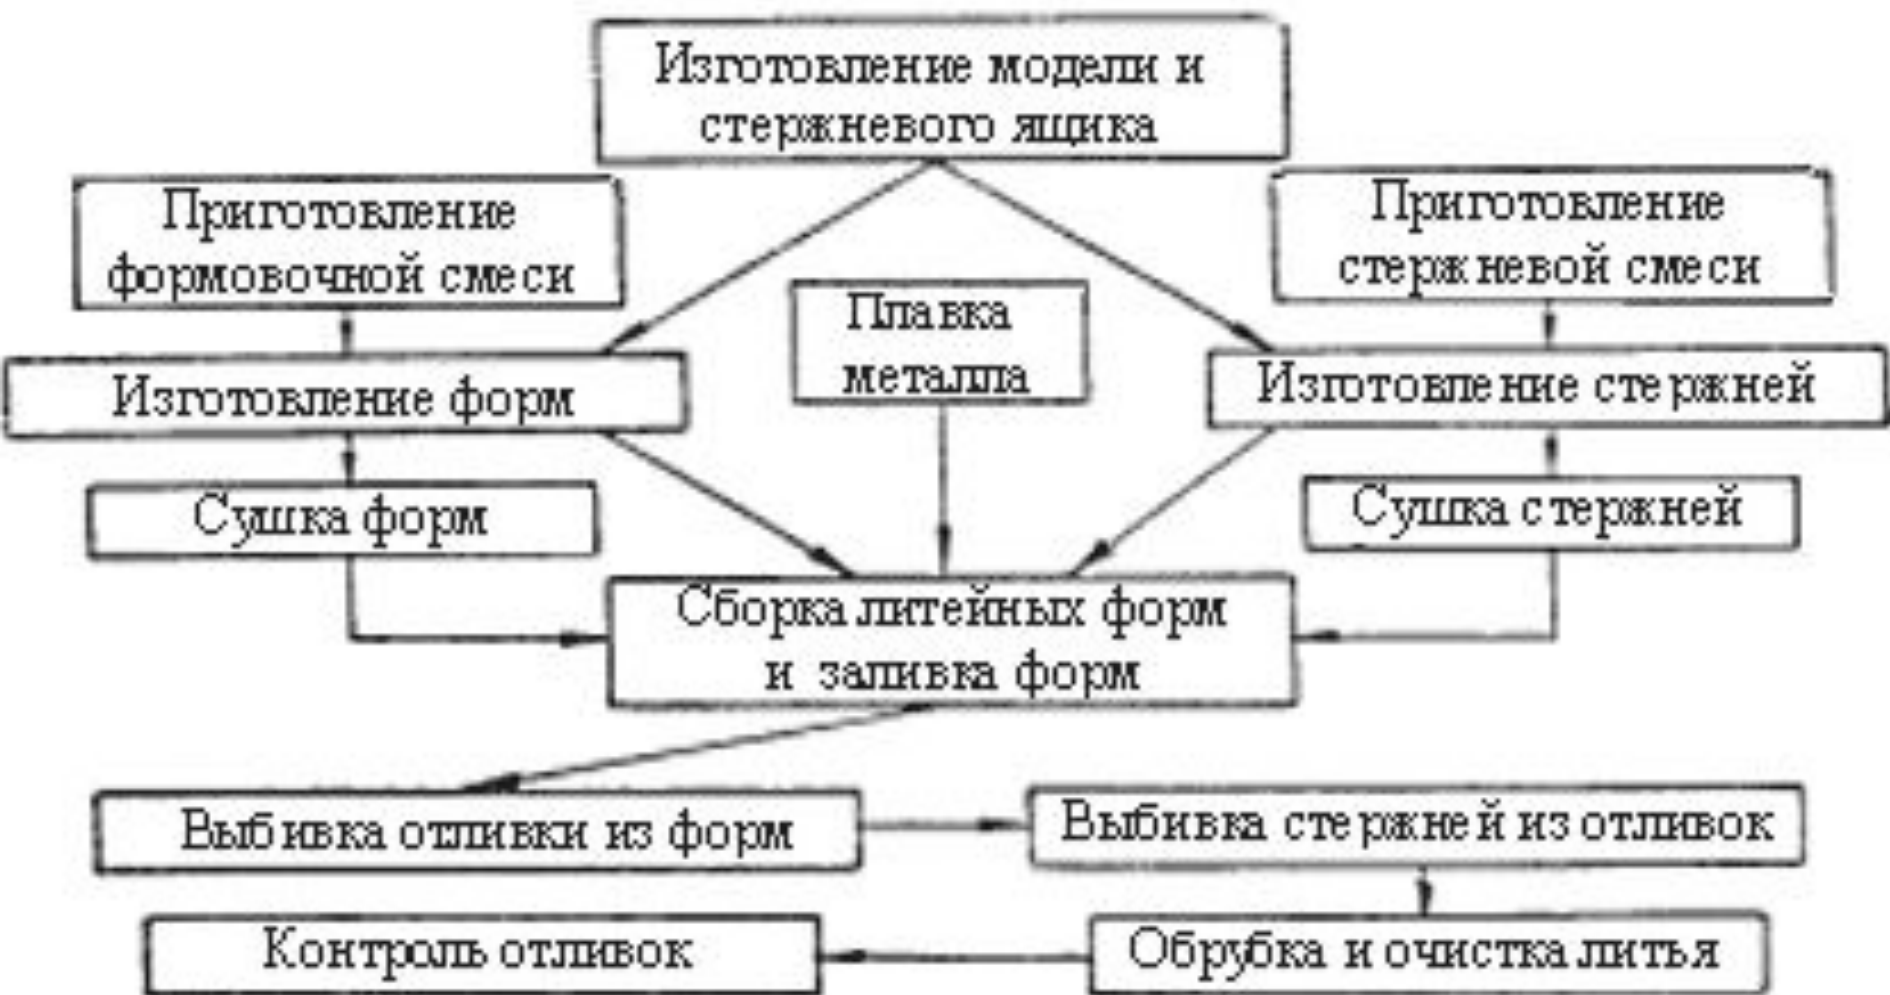 Изготовление модели и
стержневого ящика
Приготовление
формовочной смеси
Приготовление
стержневой смеси
Плавка
металла
Изготовление форм
Изготовление стержней
Сушка форм
Сушка стержней
Сборка литейных форм
и заливка форм
Выбивка отливки из форм
Выбивка стержней из отливок
Контроль отливок
Обрубка и очистка литья